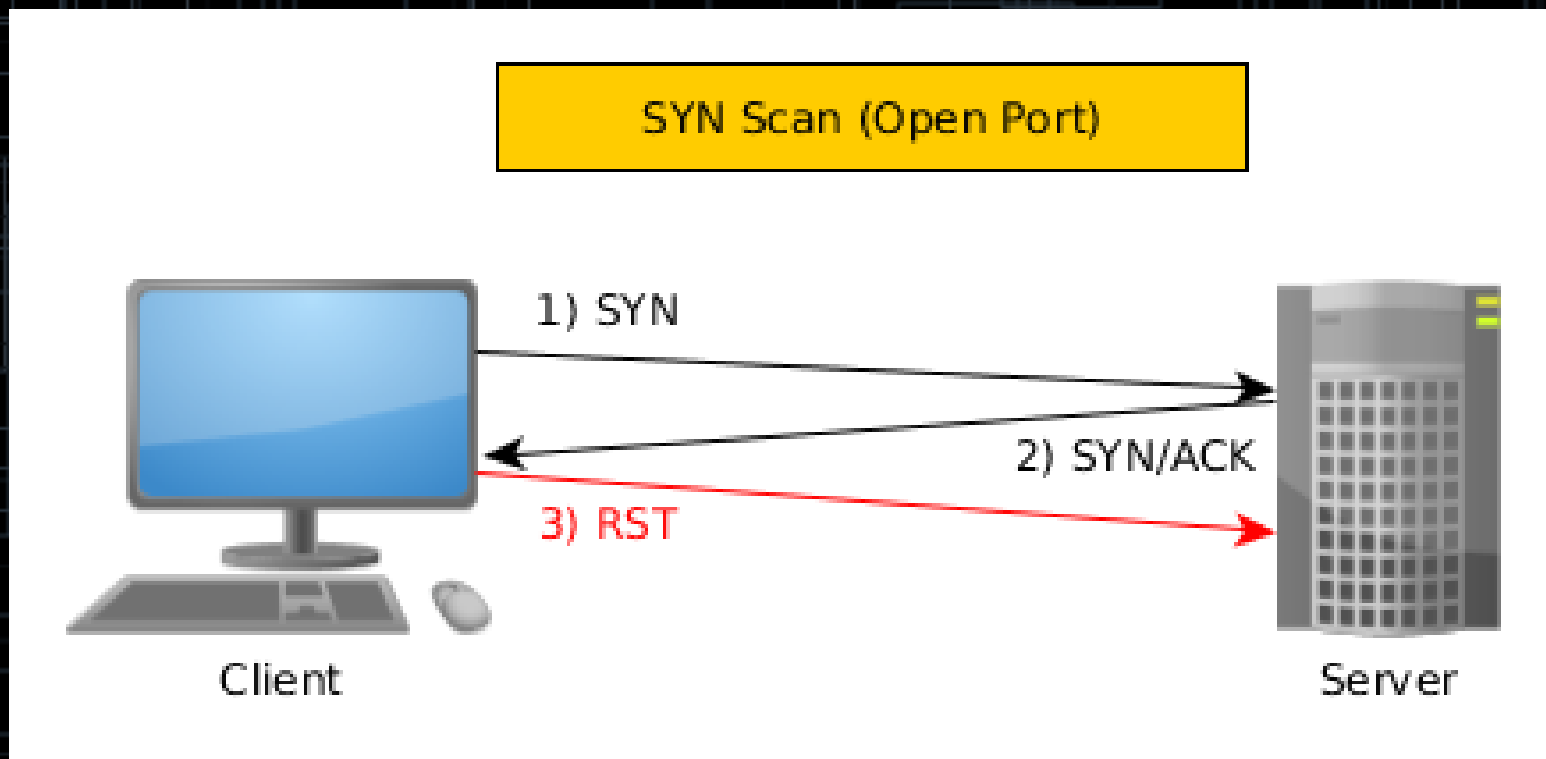 SYN Scan (Open Port)
1) SYN
2) SYN/ACK
3) RST
Client
Server